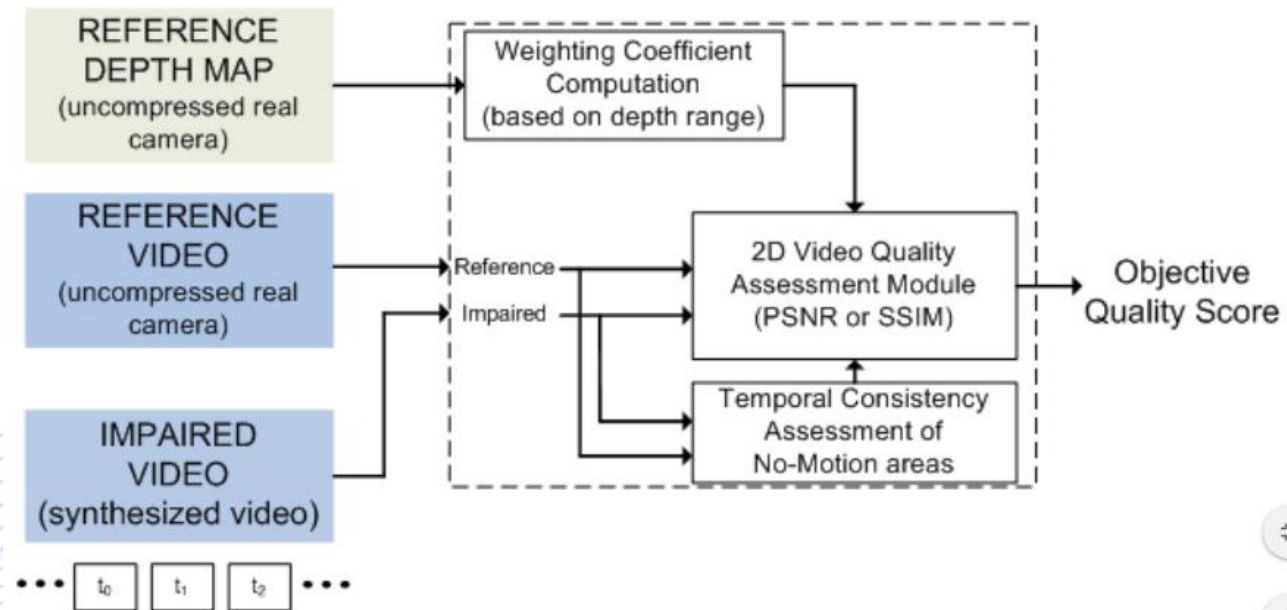 REFERENCE
DEPTH MAP
(uncompressed real
camera)
Weighting Coefficient
Computation
(based on depth range)
REFERENCE
VIDEO
(uncompressed real
camera)
Reference
Impaired
2D Video Quality
Assessment Module
(PSNR or SSIM)
Objective
Quality Score
IMPAIRED
VIDEO
(synthesized video)
Temporal Consistency
Assessment of
No-Motion areas
••• t₀ t₁ t₂ •••